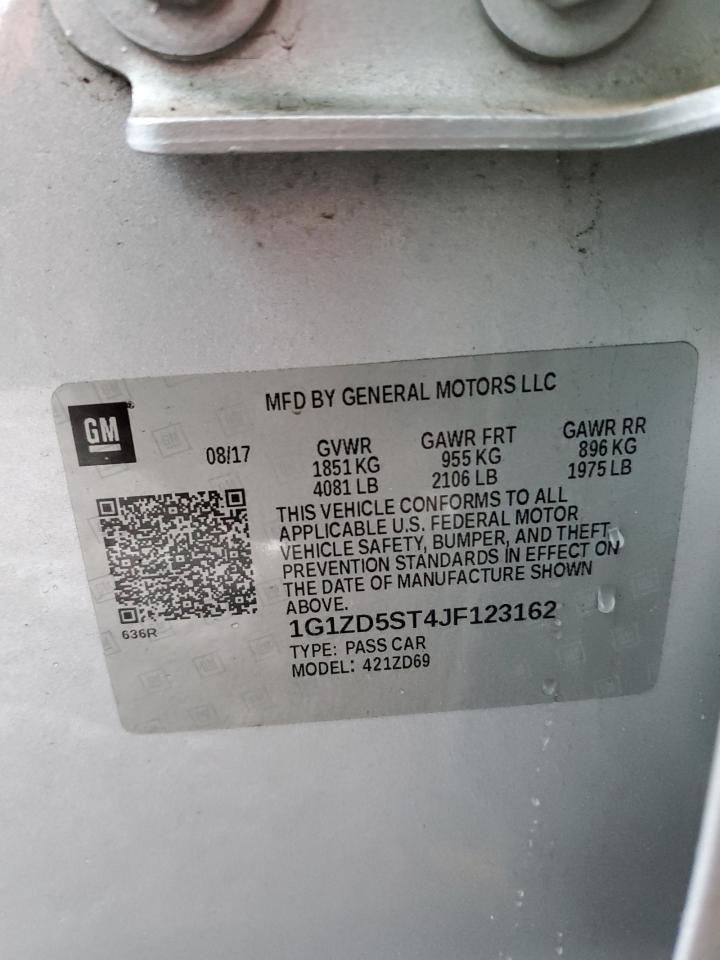 MFD BY GENERAL MOTORS LLC
GM
08/17
GVWR
1851 KG
4081 LB
GAWR FRT
955 KG
2106 LB
GAWR RR
896 KG
1975 LB
THIS VEHICLE CONFORMS TO ALL
APPLICABLE U.S. FEDERAL MOTOR
VEHICLE SAFETY, BUMPER, AND THEFT
PREVENTION STANDARDS IN EFFECT ON
THE DATE OF MANUFACTURE SHOWN
ABOVE.
636R
1G1ZD5ST4JF123162
TYPE: PASS CAR
MODEL: 421ZD69